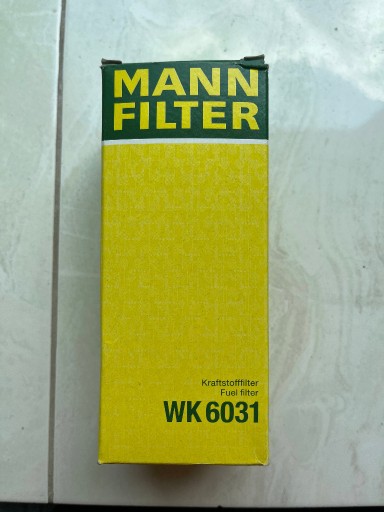 MANN
FILTER
Kraftstofffilter
Fuel filter
WK 6031